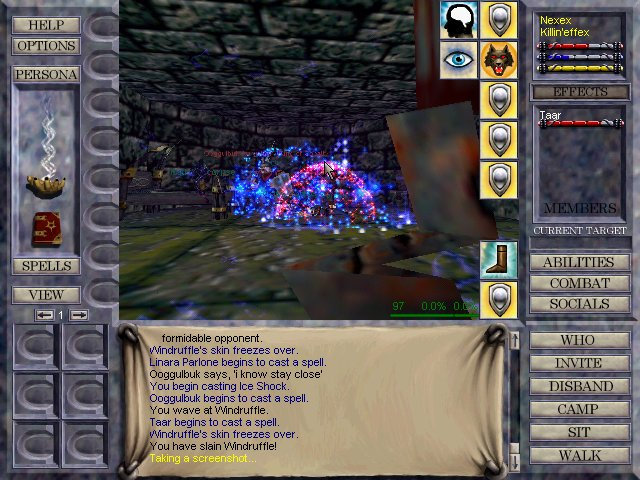 HELP
OPTIONS
PERSONA
SPELLS
VIEW
1
97 0.0% 0.0%
Nexex
Killin'effex
EFFECTS
Taar
MEMBERS
CURRENT TARGET
ABILITIES
COMBAT
SOCIALS
WHO
INVITE
DISBAND
CAMP
SIT
WALK
formidable opponent.
Windruffle's skin freezes over.
Linara Parlone begins to cast a spell.
Ooggulbuk says, 'i know stay close'
You begin casting Ice Shock.
Ooggulbuk begins to cast a spell.
You wave at Windruffle.
Taar begins to cast a spell.
Windruffle's skin freezes over.
You have slain Windruffle!
Taking a screenshot...